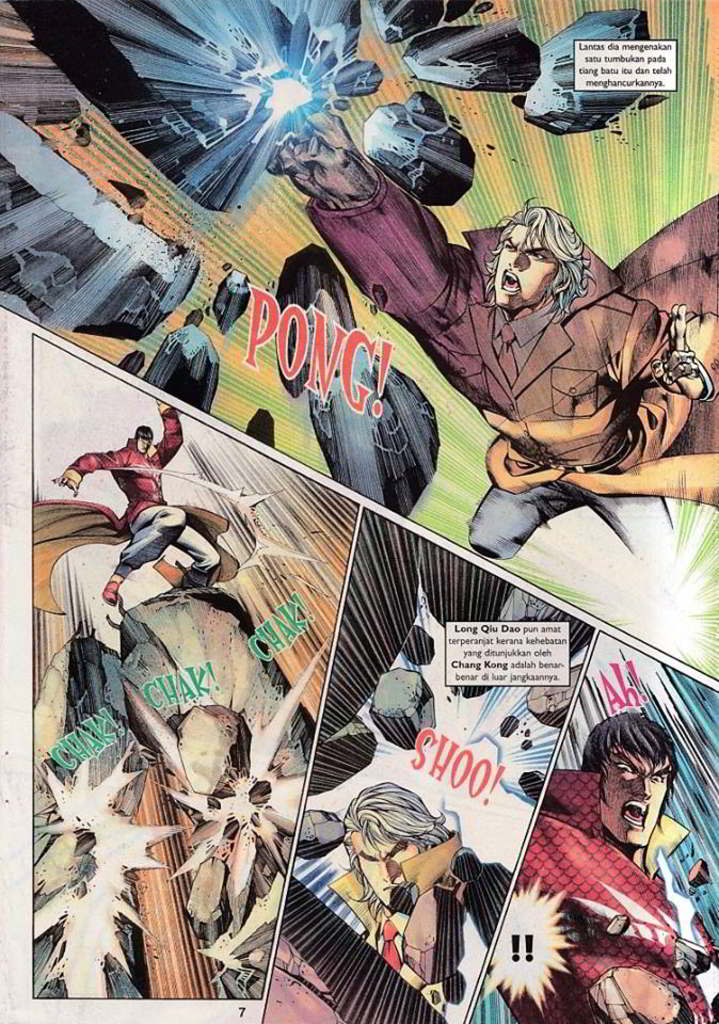 Lantas dia mengenakan
satu tumbukan pada
tiang batu itu dan telah
menghancurkannya.
PONG!
CHAK!
CHAK!
CHAK!
Long Qiu Dao pun amat
terperanjat kerana kehebatan
yang ditunjukkan oleh
Chang Kong adalah benar-
benar di luar jangkaannya.
SHOO!
AH!
!!
7